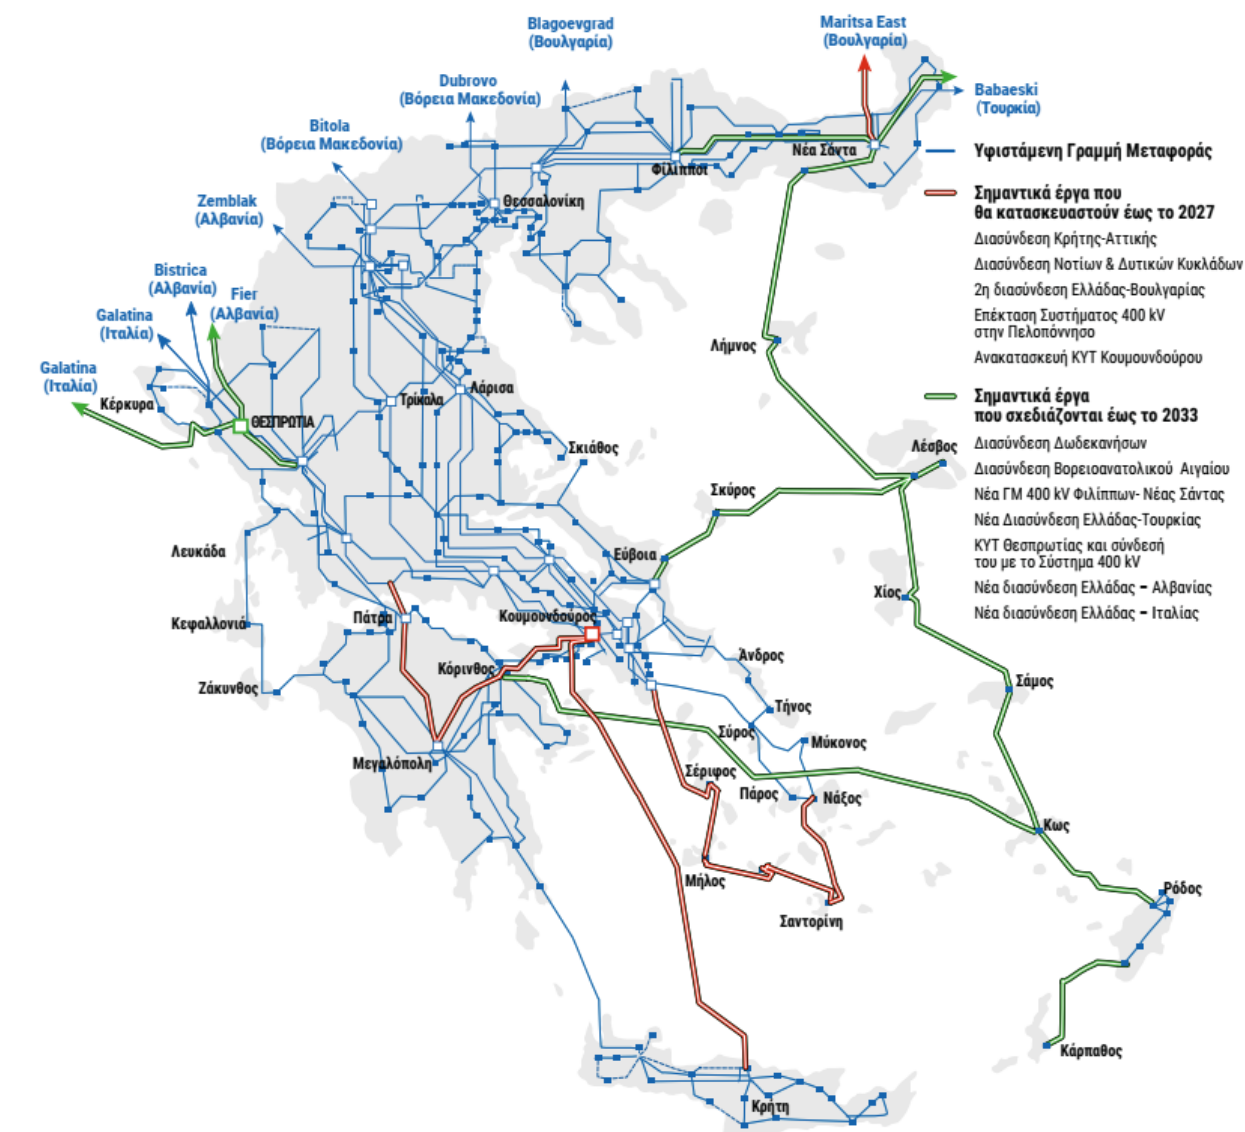 Blagoevgrad
(Βουλγαρία)
Maritsa East
(Βουλγαρία)
Dubrovo
(Βόρεια Μακεδονία)
Babaeski
(Τουρκία)
Bitola
(Βόρεια Μακεδονία)
Zemblak
(Αλβανία)
Bistrica
(Αλβανία)
Fier
(Αλβανία)
Galatina
(Ιταλία)
Galatina
(Ιταλία)
Νέα Σάντα
Φίλιπποι
Θεσσαλονίκη
Υφιστάμενη Γραμμή Μεταφοράς
Σημαντικά έργα που
θα κατασκευαστούν έως το 2027
Διασύνδεση Κρήτης-Αττικής
Διασύνδεση Νοτίων & Δυτικών Κυκλάδων
2η διασύνδεση Ελλάδας-Βουλγαρίας
Επέκταση Συστήματος 400 kV
στην Πελοπόννησο
Ανακατασκευή ΚΥΤ Κουμουνδούρου
Σημαντικά έργα
που σχεδιάζονται έως το 2033
Διασύνδεση Δωδεκανήσων
Διασύνδεση Βορειοανατολικού Αιγαίου
Νέα ΓΜ 400 kV Φιλίππων- Νέας Σάντας
Νέα Διασύνδεση Ελλάδας-Τουρκίας
ΚΥΤ Θεσπρωτίας και σύνδεσή
του με το Σύστημα 400 kV
Νέα διασύνδεση Ελλάδας – Αλβανίας
Νέα διασύνδεση Ελλάδας – Ιταλίας
Λήμνος
Κέρκυρα
ΘΕΣΠΡΩΤΙΑ
Τρίκαλα
Λάρισα
Σκιάθος
Λέσβος
Σκύρος
Εύβοια
Λευκάδα
Χίος
Κεφαλλονιά
Πάτρα
Κουμουνδούρος
Κόρινθος
Άνδρος
Ζάκυνθος
Σάμος
Τήνος
Σύρος
Μύκονος
Μεγαλόπολη
Σέριφος
Πάρος
Νάξος
Κως
Μήλος
Ρόδος
Σαντορίνη
Κάρπαθος
Κρήτη